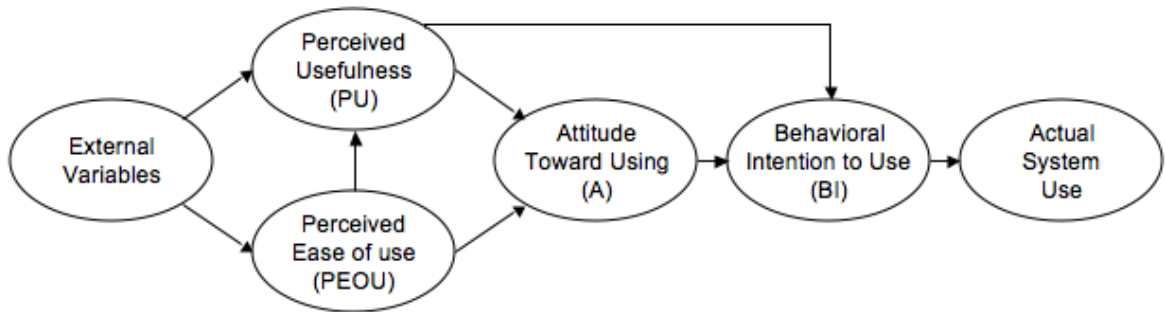 External
Variables
Perceived
Usefulness
(PU)
Perceived
Ease of use
(PEOU)
Attitude
Toward Using
(A)
Behavioral
Intention to Use
(BI)
Actual
System
Use